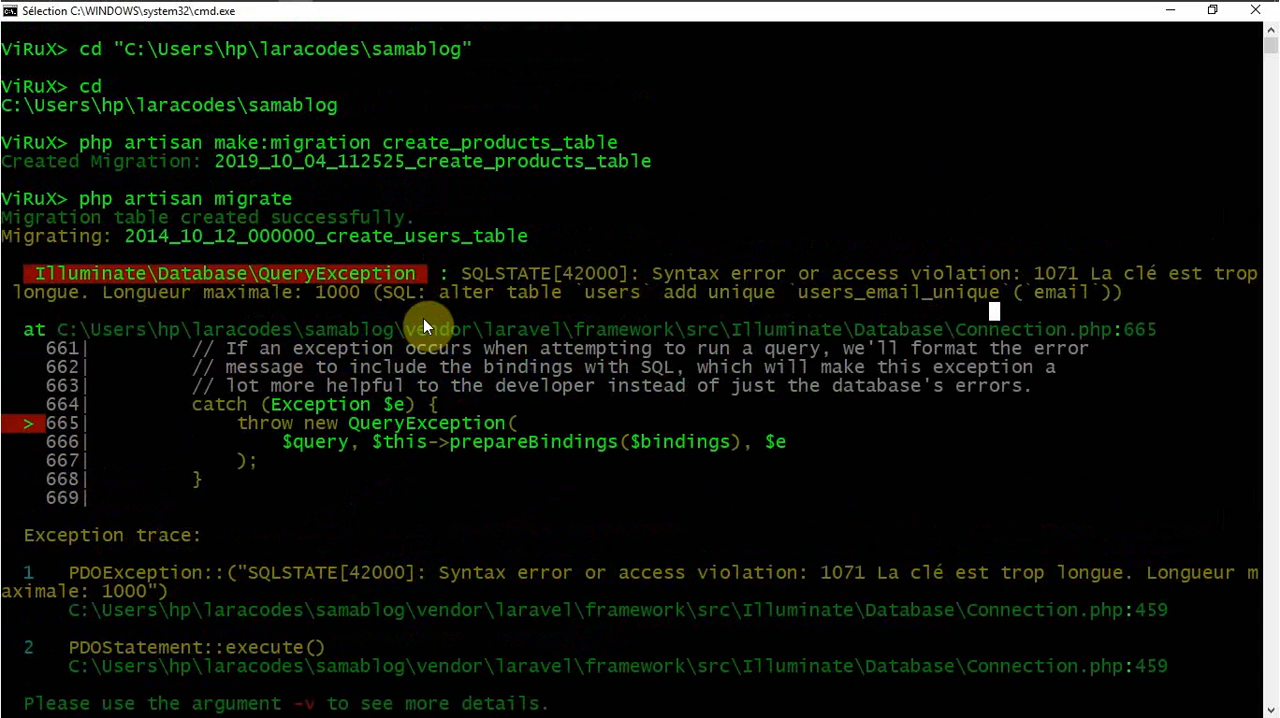 Sélection C:\WINDOWS\system32\cmd.exe
ViRuX> cd "C:\Users\hp\laracodes\samablog"
ViRuX> cd
C:\Users\hp\laracodes\samablog
ViRuX> php artisan make:migration create_products_table
Created Migration: 2019_10_04_112525_create_products_table
ViRuX> php artisan migrate
Migration table created successfully.
Migrating: 2014_10_12_000000_create_users_table
Illuminate\Database\QueryException : SQLSTATE[42000]: Syntax error or access violation: 1071 La clé est trop
longue. Longueur maximale: 1000 (SQL: alter table `users` add unique `users_email_unique`(`email`))
at C:\Users\hp\laracodes\samablog\vendor\laravel\framework\src\Illuminate\Database\Connection.php:665
661| // If an exception occurs when attempting to run a query, we'll format the error
662| // message to include the bindings with SQL, which will make this exception a
663| // lot more helpful to the developer instead of just the database's errors.
664| catch (Exception $e) {
> 665| throw new QueryException(
666| $query, $this->prepareBindings($bindings), $e
667| );
668| }
669|
Exception trace:
1 PDOException::("SQLSTATE[42000]: Syntax error or access violation: 1071 La clé est trop longue. Longueur m
aximale: 1000")
C:\Users\hp\laracodes\samablog\vendor\laravel\framework\src\Illuminate\Database\Connection.php:459
2 PDOStatement::execute()
C:\Users\hp\laracodes\samablog\vendor\laravel\framework\src\Illuminate\Database\Connection.php:459
Please use the argument -v to see more details.